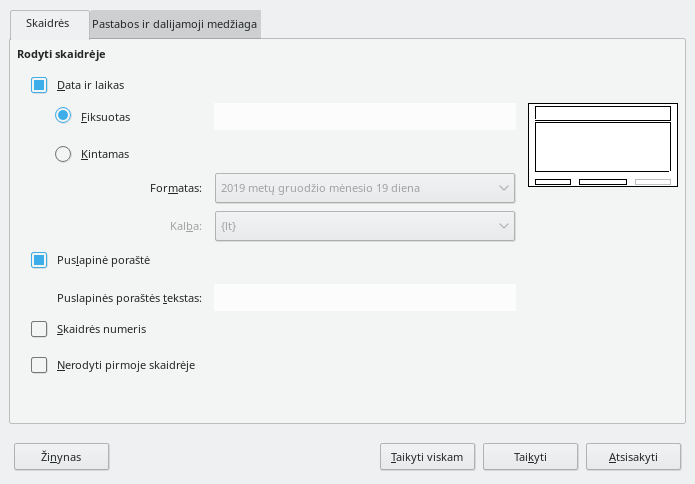 Skaidrės
Pastabos ir dalijamoji medžiaga
Rodyti skaidrėje
Data ir laikas
Fiksuotas
Kintamas
Formatas:
2019 metų gruodžio mėnesio 19 diena
Kalba:
{lt}
Puslapinė poraštė
Puslapinės poraštės tekstas:
Skaidrės numeris
Nerodyti pirmoje skaidrėje
Žinynas
Taikyti viskam
Taikyti
Atsisakyti